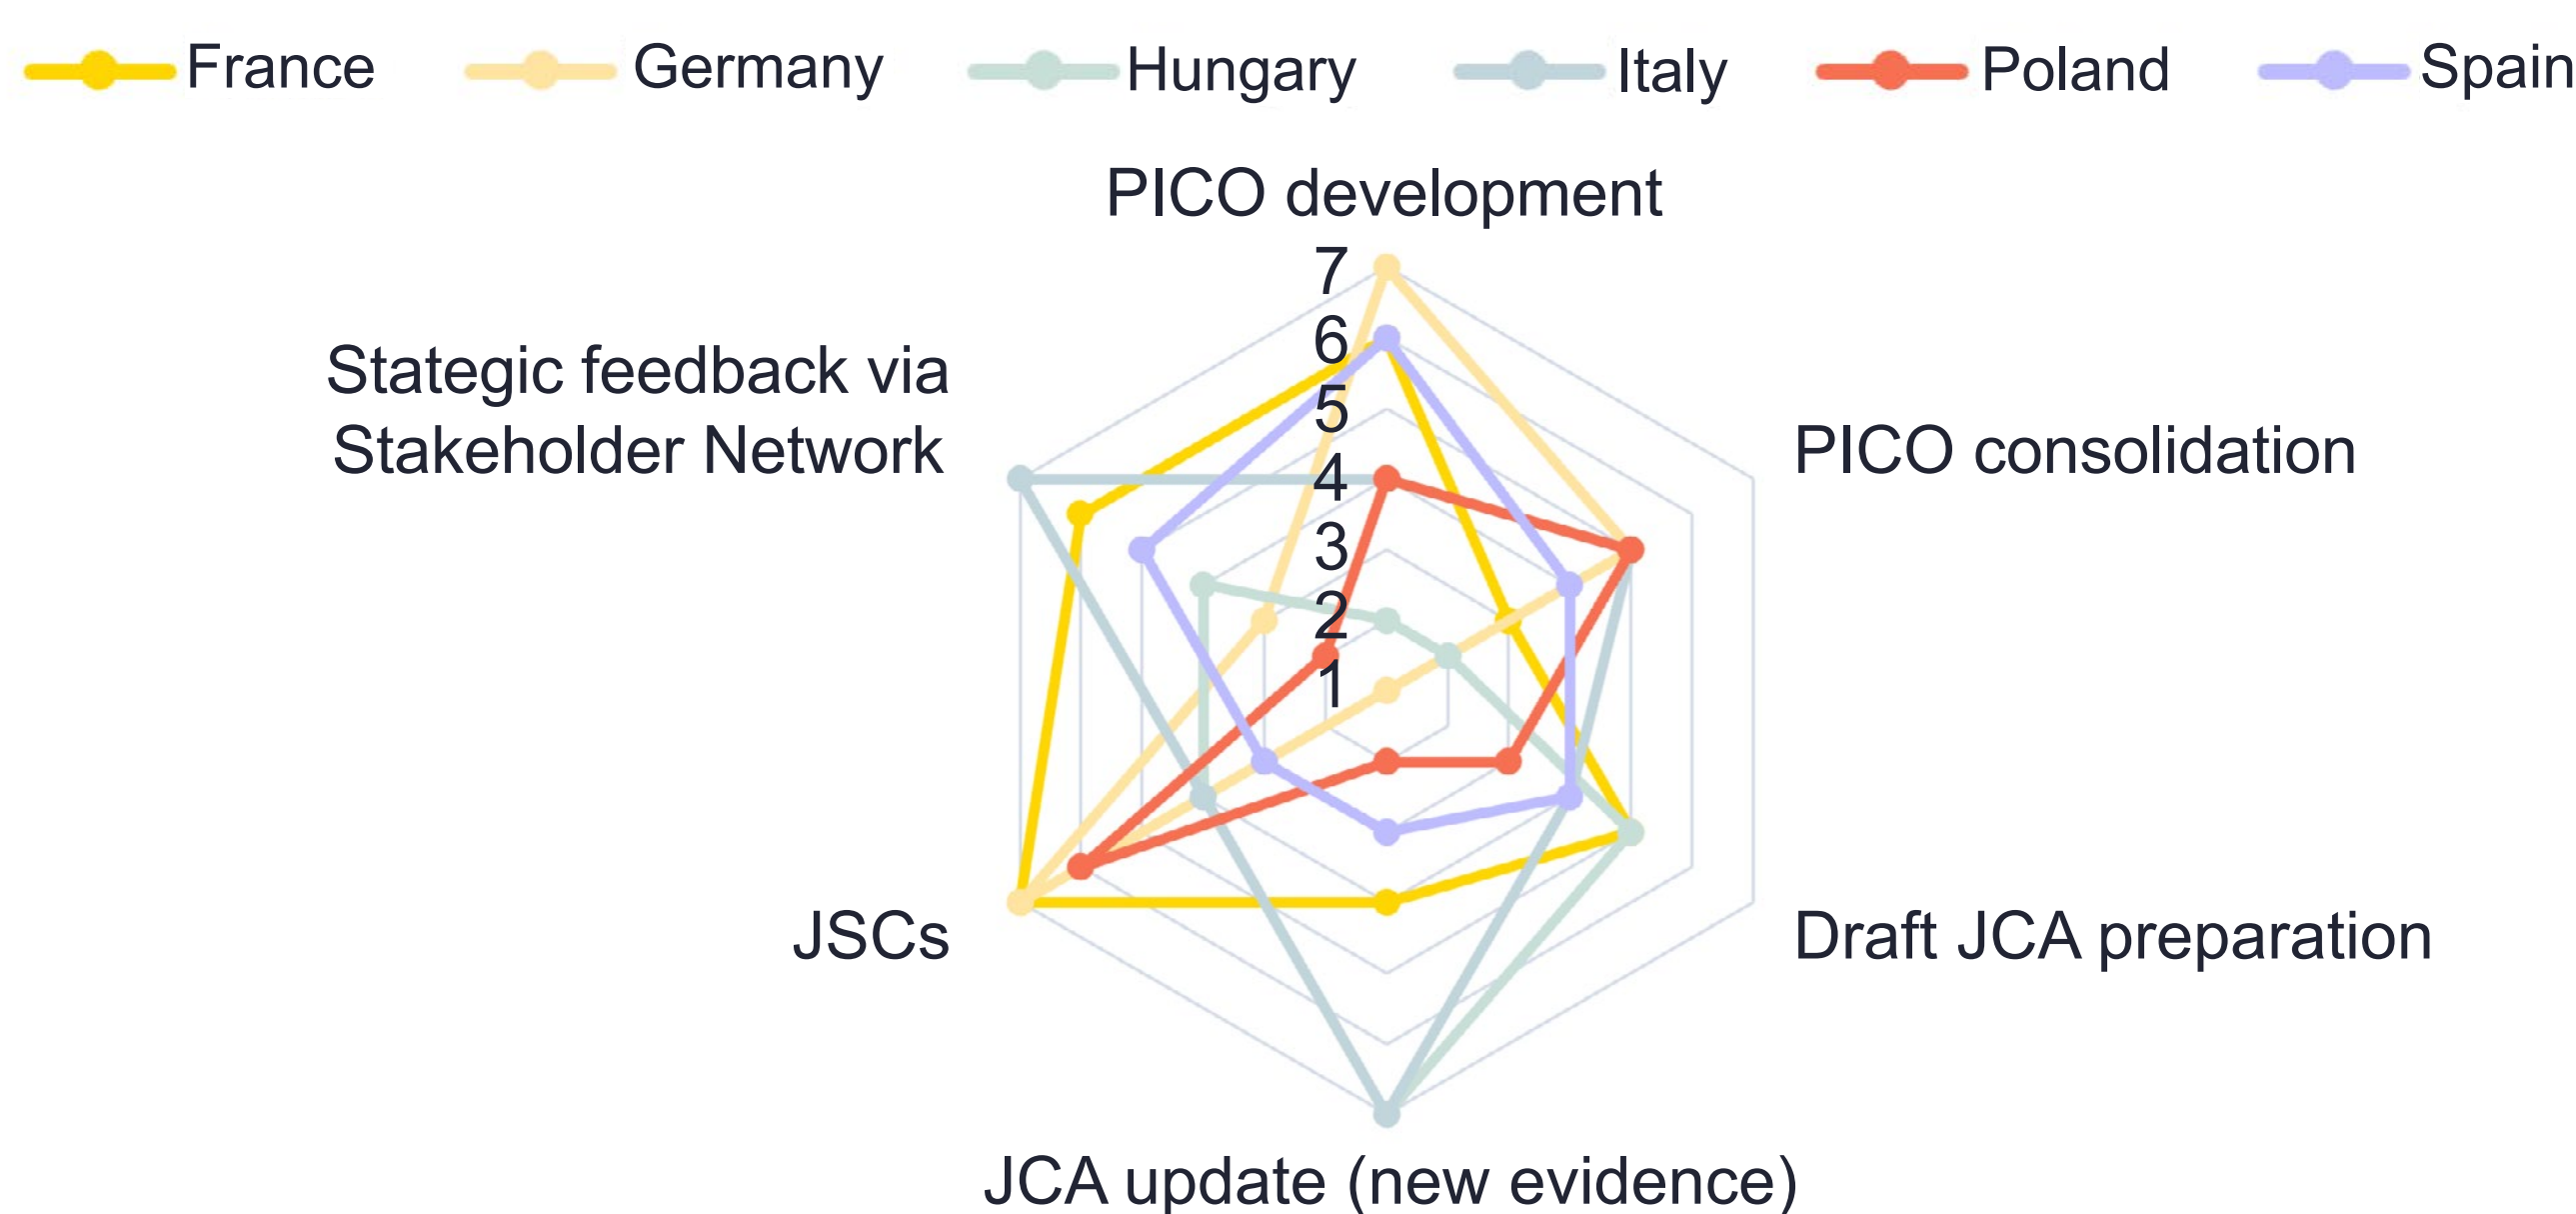 France Germany Hungary Italy Poland Spain
PICO development
7
6
5
4
3
2
1
Stategic feedback via
Stakeholder Network
PICO consolidation
JSCs
Draft JCA preparation
JCA update (new evidence)